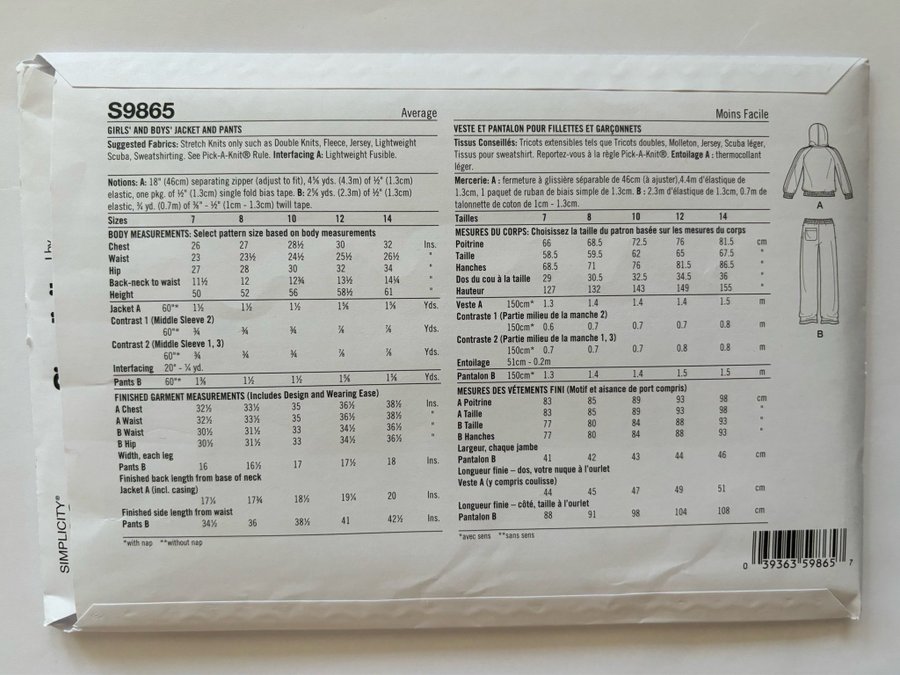 S9865
Average
GIRLS' AND BOYS' JACKET AND PANTS
Suggested Fabrics: Stretch Knits only such as Double Knits, Fleece, Jersey, Lightweight
Scuba, Sweatshirting. See Pick-A-Knit® Rule. Interfacing A: Lightweight Fusible.
Notions: A: 18" (46cm) separating zipper (adjust to fit), 4⅝ yds. (4.3m) of ½" (1.3cm)
elastic, one pkg. of ½" (1.3cm) single fold bias tape. B: 2⅝ yds. (2.3m) of ½" (1.3cm)
elastic, ¾ yd. (0.7m) of ⅜" - ½" (1cm - 1.3cm) twill tape.
Sizes 7 8 10 12 14
BODY MEASUREMENTS: Select pattern size based on body measurements
Chest 26 27 28½ 30 32 Ins.
Waist 23 23½ 24½ 25½ 26½ "
Hip 27 28 30 32 34 "
Back-neck to waist 11½ 12 12¾ 13½ 14¼ "
Height 50 52 56 58½ 61 "
Jacket A 60"* 1½ 1½ 1½ 1⅝ 1⅝ Yds.
Contrast 1 (Middle Sleeve 2)
60"* ¾ ¾ ¾ ⅞ ⅞ Yds.
Contrast 2 (Middle Sleeve 1, 3)
60"* ¾ ¾ ¾ ⅞ ⅞ Yds.
Interfacing 20" - ¼ yd.
Pants B 60"* 1⅜ 1½ 1½ 1⅝ 1⅝ Yds.
FINISHED GARMENT MEASUREMENTS (Includes Design and Wearing Ease)
A Chest 32½ 33½ 35 36½ 38½ Ins.
A Waist 32½ 33½ 35 36½ 38½ "
B Waist 30½ 31½ 33 34½ 36½ "
B Hip 30½ 31½ 33 34½ 36½ "
Width, each leg
Pants B 16 16½ 17 17½ 18 Ins.
Finished back length from base of neck
Jacket A (incl. casing)
17¼ 17¾ 18½ 19¼ 20 Ins.
Finished side length from waist
Pants B 34½ 36 38½ 41 42½ Ins.
*with nap **without nap
SIMPLICITY®
Moins Facile
VESTE ET PANTALON POUR FILLETTES ET GARÇONNETS
Tissus Conseillés: Tricots extensibles tels que Tricots doubles, Molleton, Jersey, Scuba léger,
Tissus pour sweatshirt. Reportez-vous à la règle Pick-A-Knit®. Entoilage A : thermocollant
léger.
Mercerie: A : fermeture à glissière séparable de 46cm (à ajuster),4.4m d'élastique de
1.3cm, 1 paquet de ruban de biais simple de 1.3cm. B : 2.3m d'élastique de 1.3cm, 0.7m de
talonnette de coton de 1cm - 1.3cm.
Tailles 7 8 10 12 14
MESURES DU CORPS: Choisissez la taille du patron basée sur les mesures du corps
Poitrine 66 68.5 72.5 76 81.5 cm
Taille 58.5 59.5 62 65 67.5 "
Hanches 68.5 71 76 81.5 86.5 "
Dos du cou à la taille 29 30.5 32.5 34.5 36 "
Hauteur 127 132 143 149 155 "
Veste A 150cm* 1.3 1.4 1.4 1.4 1.5 m
Contraste 1 (Partie milieu de la manche 2)
150cm* 0.6 0.7 0.7 0.7 0.8 m
Contraste 2 (Partie milieu de la manche 1, 3)
150cm* 0.7 0.7 0.7 0.8 0.8 m
Entoilage 51cm - 0.2m
Pantalon B 150cm* 1.3 1.4 1.4 1.5 1.5 m
MESURES DES VÊTEMENTS FINI (Motif et aisance de port compris)
A Poitrine 83 85 89 93 98 cm
A Taille 83 85 89 93 98 "
B Taille 77 80 84 88 93 "
B Hanches 77 80 84 88 93 "
Largeur, chaque jambe
Pantalon B 41 42 43 44 46 cm
Longueur finie – dos, votre nuque à l'ourlet
Veste A (y compris coulisse)
44 45 47 49 51 cm
Longueur finie – côté, taille à l'ourlet
Pantalon B 88 91 98 104 108 cm
*avec sens **sans sens
A
B
0 39363 59865 7